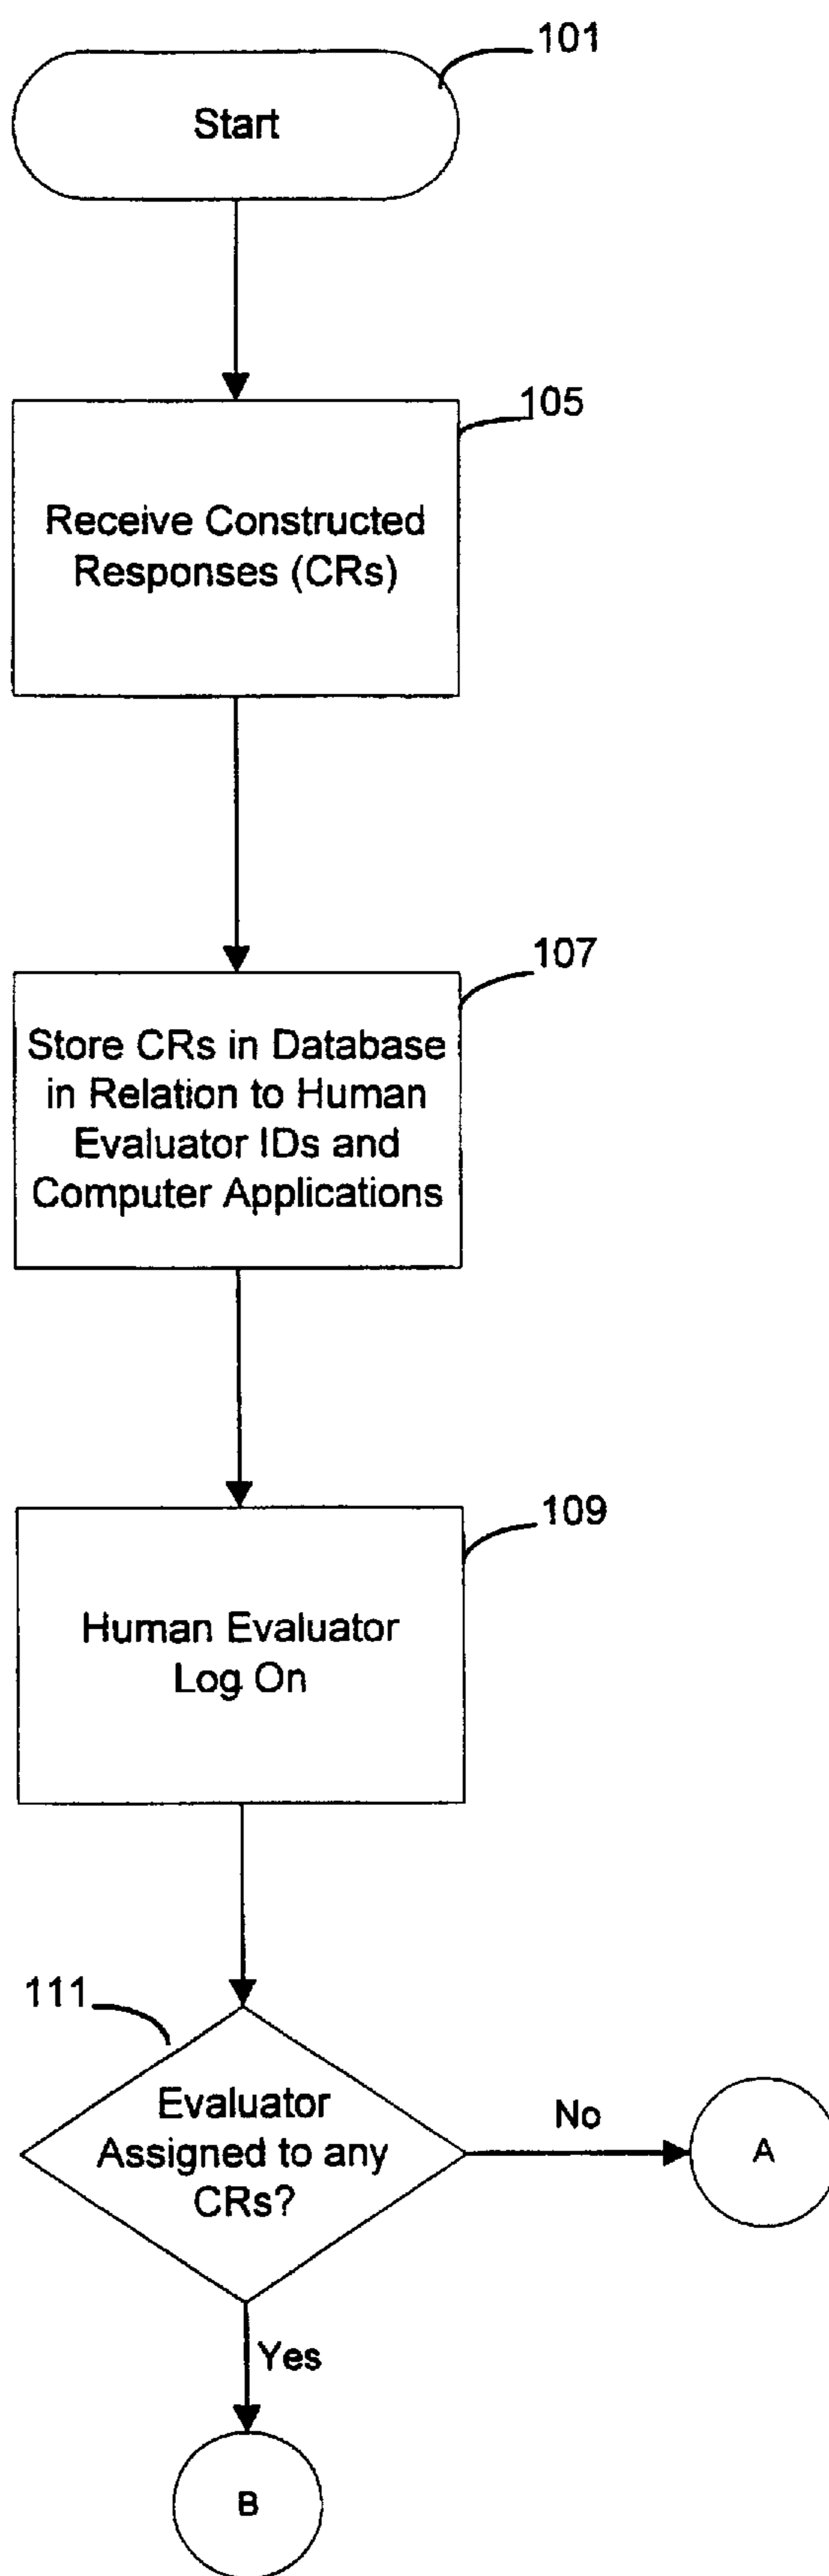 101
Start
105
Receive Constructed
Responses (CRs)
107
Store CRs in Database
in Relation to Human
Evaluator IDs and
Computer Applications
109
Human Evaluator
Log On
111
Evaluator
Assigned to any
CRs?
No
A
Yes
B